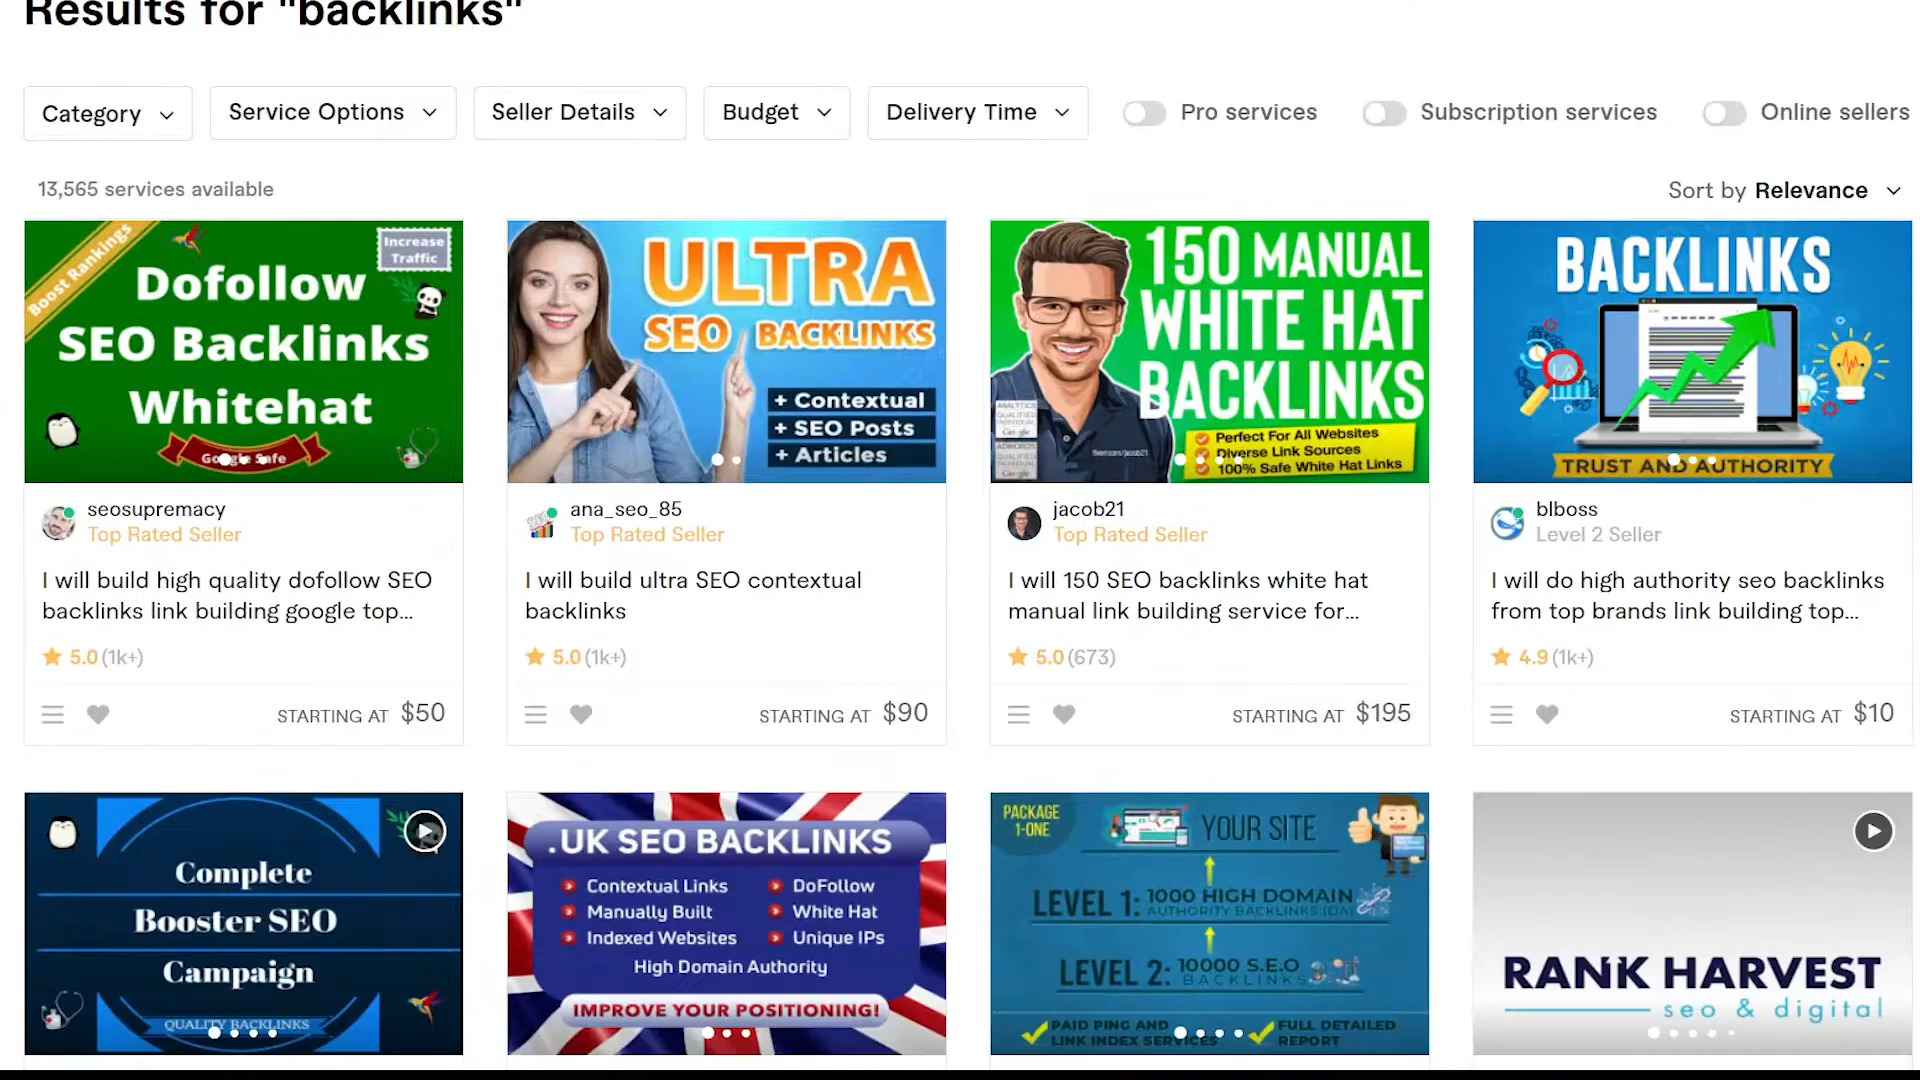 Results for "backlinks"
Category
Service Options
Seller Details
Budget
Delivery Time
Pro services
Subscription services
Online sellers
13,565 services available
Sort by Relevance
Boost Rankings
Increase
Traffic
Dofollow
SEO Backlinks
Whitehat
Google Safe
ULTRA
SEO BACKLINKS
+ Contextual
+ SEO Posts
+ Articles
150 MANUAL
WHITE HAT
BACKLINKS
Perfect For All Websites
Diverse Link Sources
100% Safe White Hat Links
BACKLINKS
TRUST AND AUTHORITY
seosupremacy
Top Rated Seller
ana_seo_85
Top Rated Seller
jacob21
Top Rated Seller
blboss
Level 2 Seller
I will build high quality dofollow SEO
backlinks link building google top...
I will build ultra SEO contextual
backlinks
I will 150 SEO backlinks white hat
manual link building service for...
I will do high authority seo backlinks
from top brands link building top...
5.0 (1k+)
5.0 (1k+)
5.0 (673)
4.9 (1k+)
STARTING AT $50
STARTING AT $90
STARTING AT $195
STARTING AT $10
Complete
Booster SEO
Campaign
QUALITY BACKLINKS
.UK SEO BACKLINKS
Contextual Links
DoFollow
Manually Built
White Hat
Indexed Websites
Unique IPs
High Domain Authority
IMPROVE YOUR POSITIONING!
PACKAGE
1-ONE
YOUR SITE
LEVEL 1: 1000 HIGH DOMAIN
AUTHORITY BACKLINKS (DA)
LEVEL 2: 10000 S.E.O
BACKLINKS
PAID PING AND
LINK INDEX SERVICES
FULL DETAILED
REPORT
RANK HARVEST
seo & digital